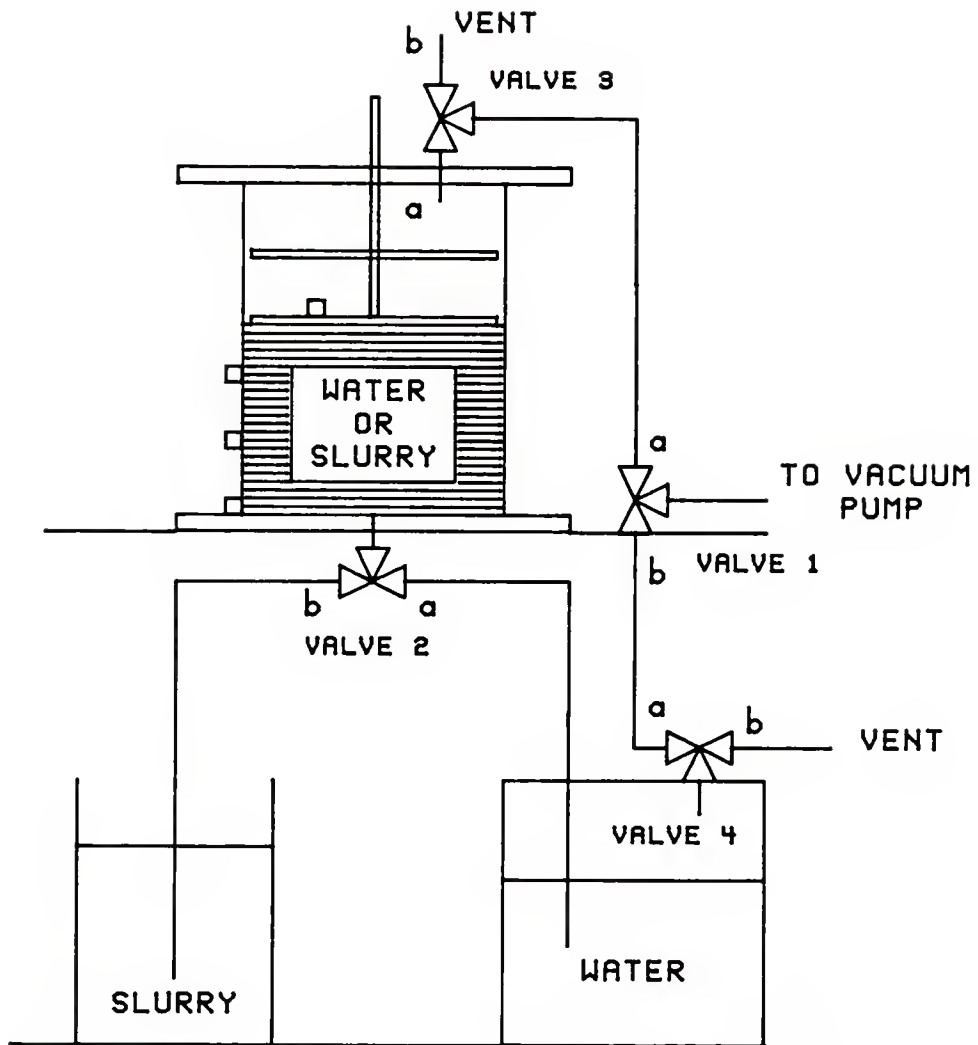 b
VENT
VALVE 3
a
WATER
OR
SLURRY
a
TO VACUUM
PUMP
b
VALVE 1
b
a
VALVE 2
a
b
VENT
VALVE 4
SLURRY
WATER